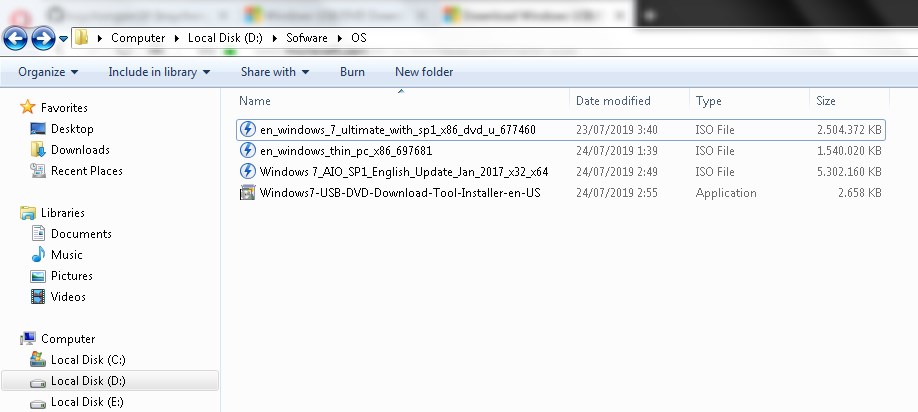 Computer Local Disk (D:) Sofware OS
Organize Include in library Share with Burn New folder
Favorites
Desktop
Downloads
Recent Places
Libraries
Documents
Music
Pictures
Videos
Computer
Local Disk (C:)
Local Disk (D:)
Local Disk (E:)
Name Date modified Type Size
en_windows_7_ultimate_with_sp1_x86_dvd_u_677460 23/07/2019 3:40 ISO File 2.504.372 KB
en_windows_thin_pc_x86_697681 24/07/2019 1:39 ISO File 1.540.020 KB
Windows 7_AIO_SP1_English_Update_Jan_2017_x32_x64 24/07/2019 2:49 ISO File 5.302.160 KB
Windows7-USB-DVD-Download-Tool-Installer-en-US 24/07/2019 2:55 Application 2.658 KB